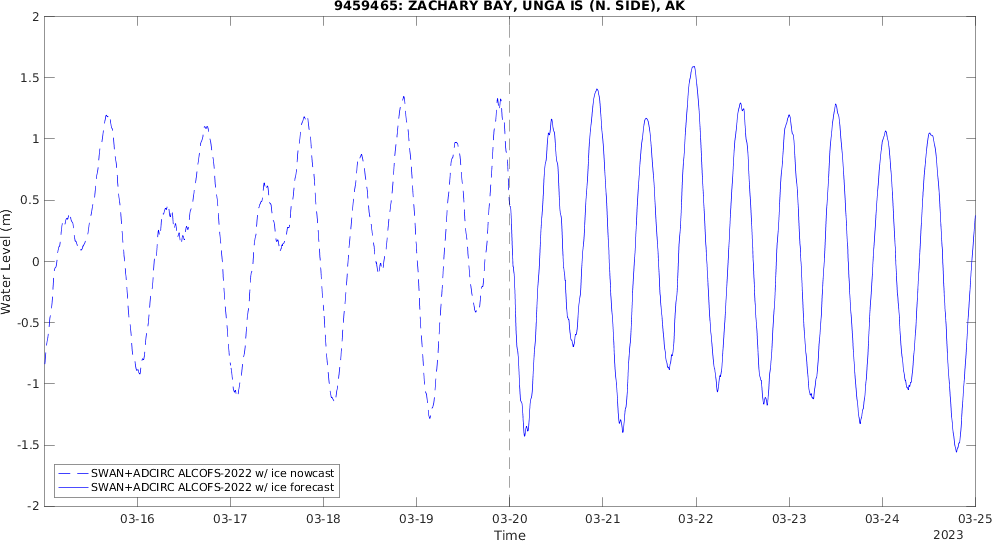 9459465: ZACHARY BAY, UNGA IS (N. SIDE), AK
2
1.5
1
0.5
0
-0.5
-1
-1.5
-2
Water Level (m)
SWAN+ADCIRC ALCOFS-2022 w/ ice nowcast
SWAN+ADCIRC ALCOFS-2022 w/ ice forecast
03-16 03-17 03-18 03-19 03-20 03-21 03-22 03-23 03-24 03-25
Time
2023